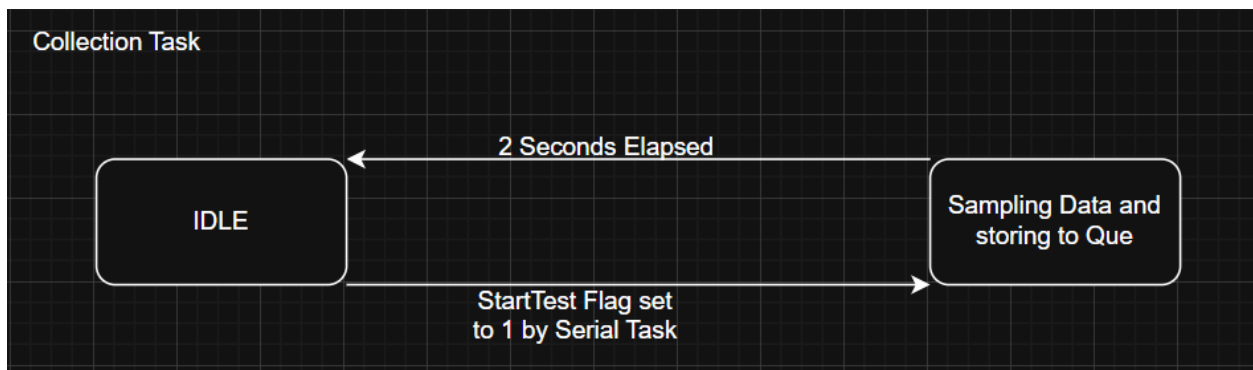 Collection Task
2 Seconds Elapsed
IDLE
Sampling Data and
storing to Que
StartTest Flag set
to 1 by Serial Task